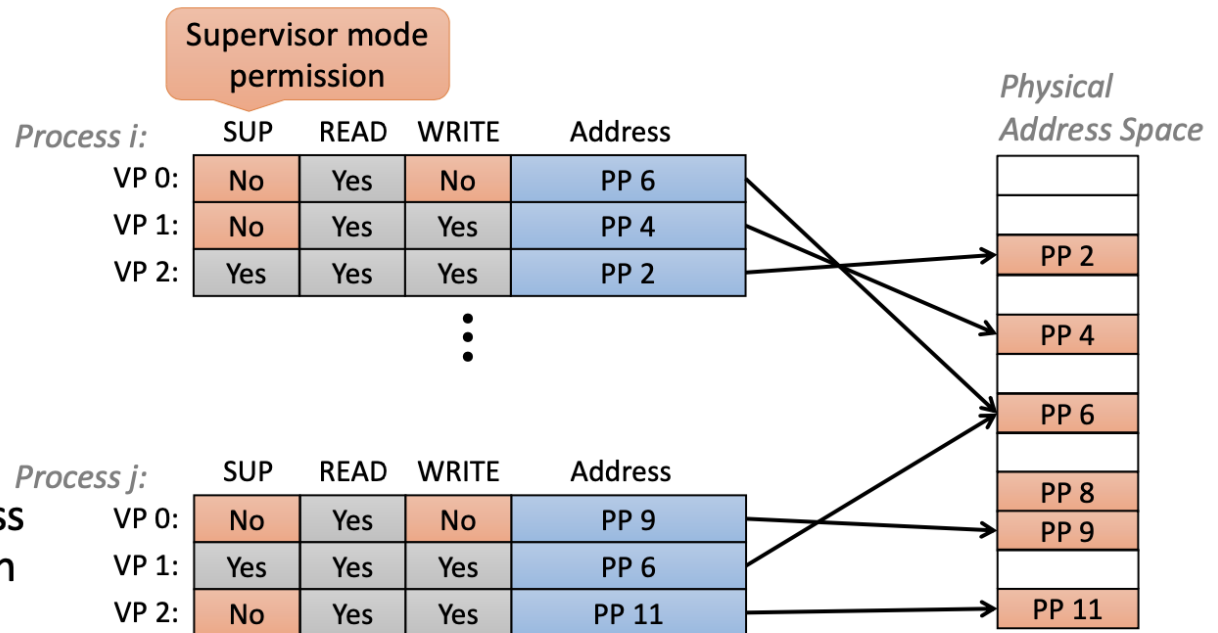 Supervisor mode
permission
Physical
Address Space
Process i: SUP READ WRITE Address
VP 0: No Yes No PP 6
VP 1: No Yes Yes PP 4
VP 2: Yes Yes Yes PP 2
PP 2
PP 4
PP 6
PP 8
PP 9
PP 11
Process j: SUP READ WRITE Address
VP 0: No Yes No PP 9
VP 1: Yes Yes Yes PP 6
VP 2: No Yes Yes PP 11